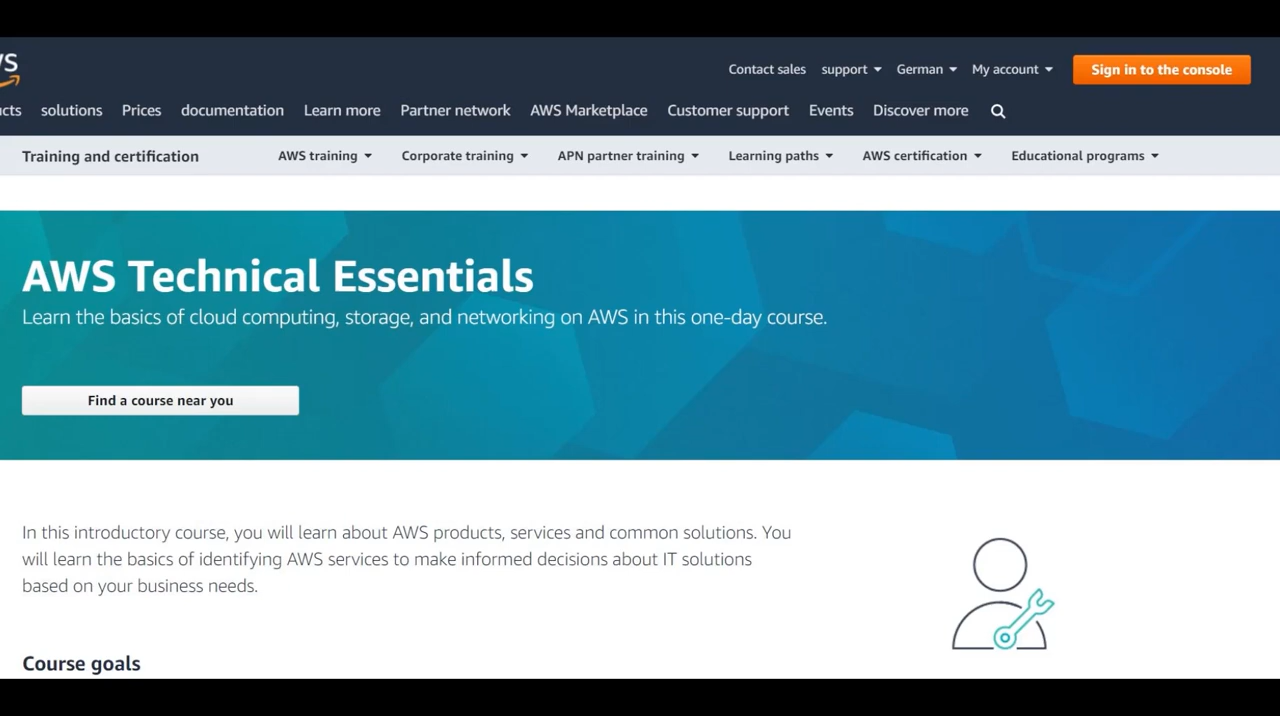 Contact sales support German My account Sign in to the console
solutions Prices documentation Learn more Partner network AWS Marketplace Customer support Events Discover more
Training and certification AWS training Corporate training APN partner training Learning paths AWS certification Educational programs
AWS Technical Essentials
Learn the basics of cloud computing, storage, and networking on AWS in this one-day course.
Find a course near you
In this introductory course, you will learn about AWS products, services and common solutions. You
will learn the basics of identifying AWS services to make informed decisions about IT solutions
based on your business needs.
Course goals